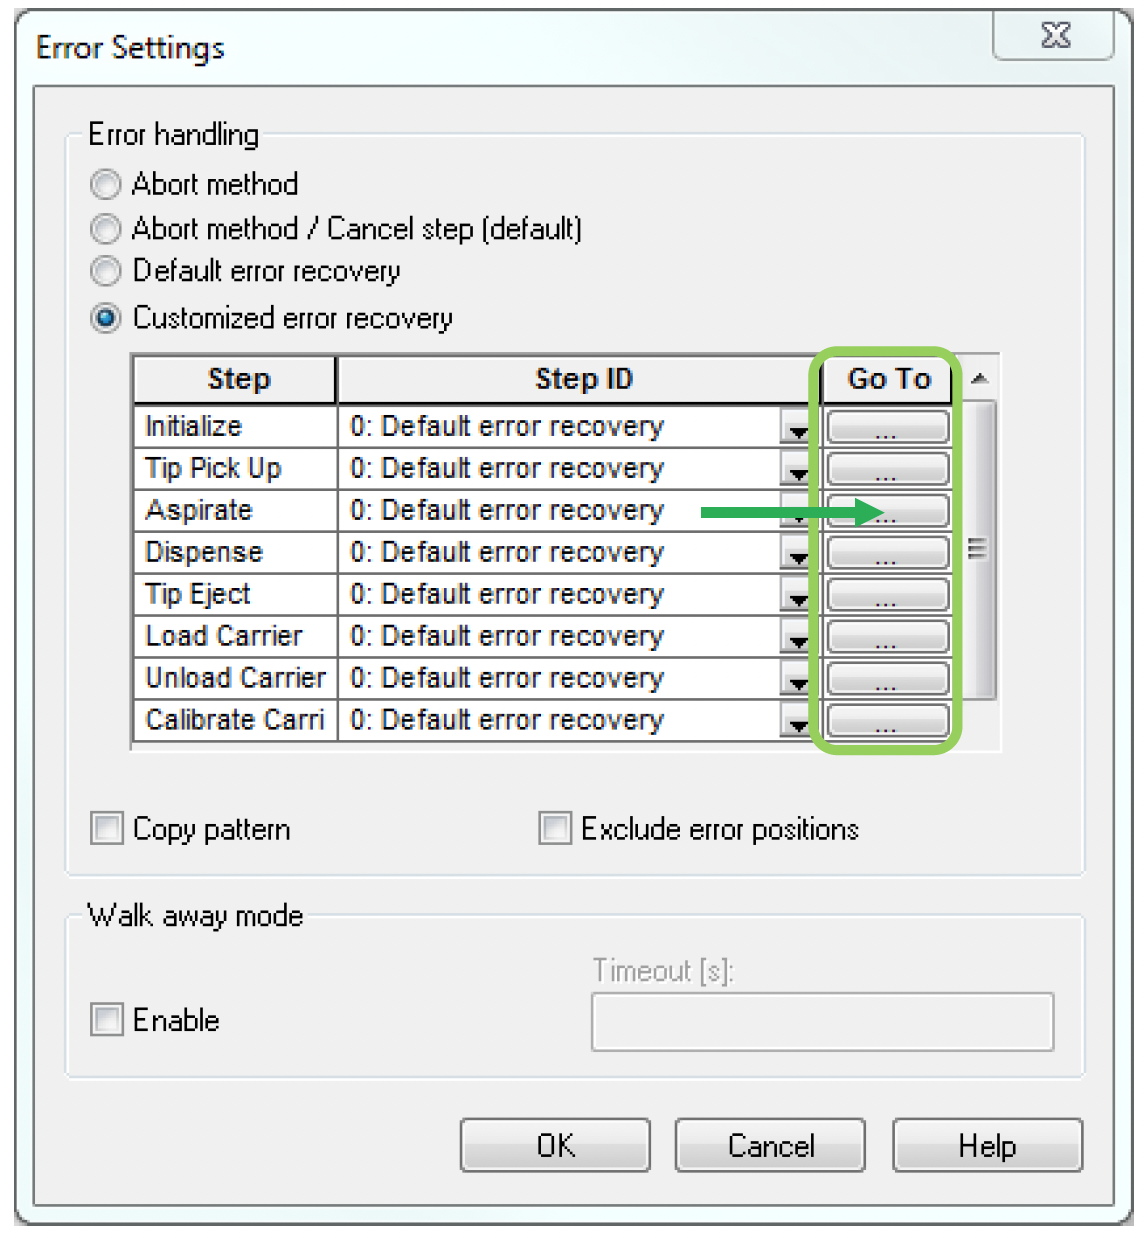 Error Settings
Error handling
Abort method
Abort method / Cancel step (default)
Default error recovery
Customized error recovery
Step Step ID Go To
Initialize 0: Default error recovery ...
Tip Pick Up 0: Default error recovery ...
Aspirate 0: Default error recovery ...
Dispense 0: Default error recovery ...
Tip Eject 0: Default error recovery ...
Load Carrier 0: Default error recovery ...
Unload Carrier 0: Default error recovery ...
Calibrate Carri 0: Default error recovery ...
Copy pattern Exclude error positions
Walk away mode
Timeout [s]:
Enable
OK Cancel Help